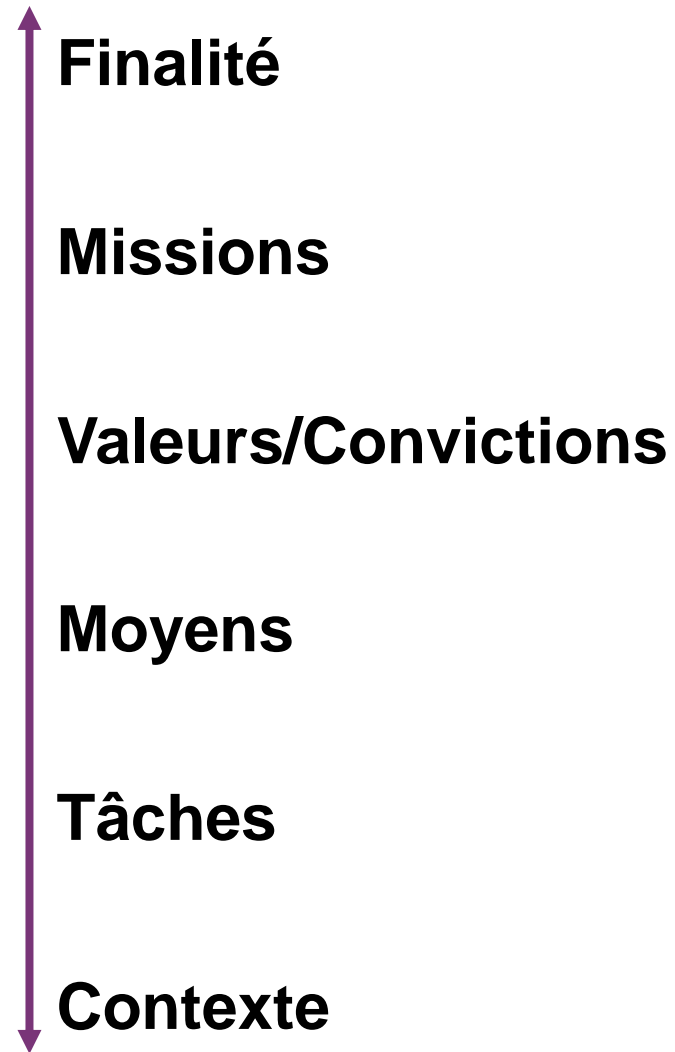 Finalité
Missions
Valeurs/Convictions
Moyens
Tâches
Contexte